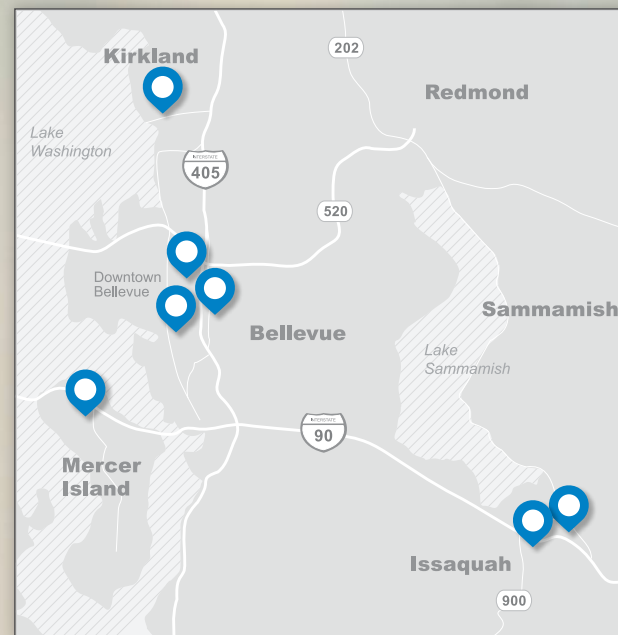 202
Kirkland
Redmond
Lake
Washington
INTERSTATE
405
520
Downtown
Bellevue
Sammamish
Bellevue
Lake
Sammamish
INTERSTATE
90
Mercer
Island
Issaquah
900